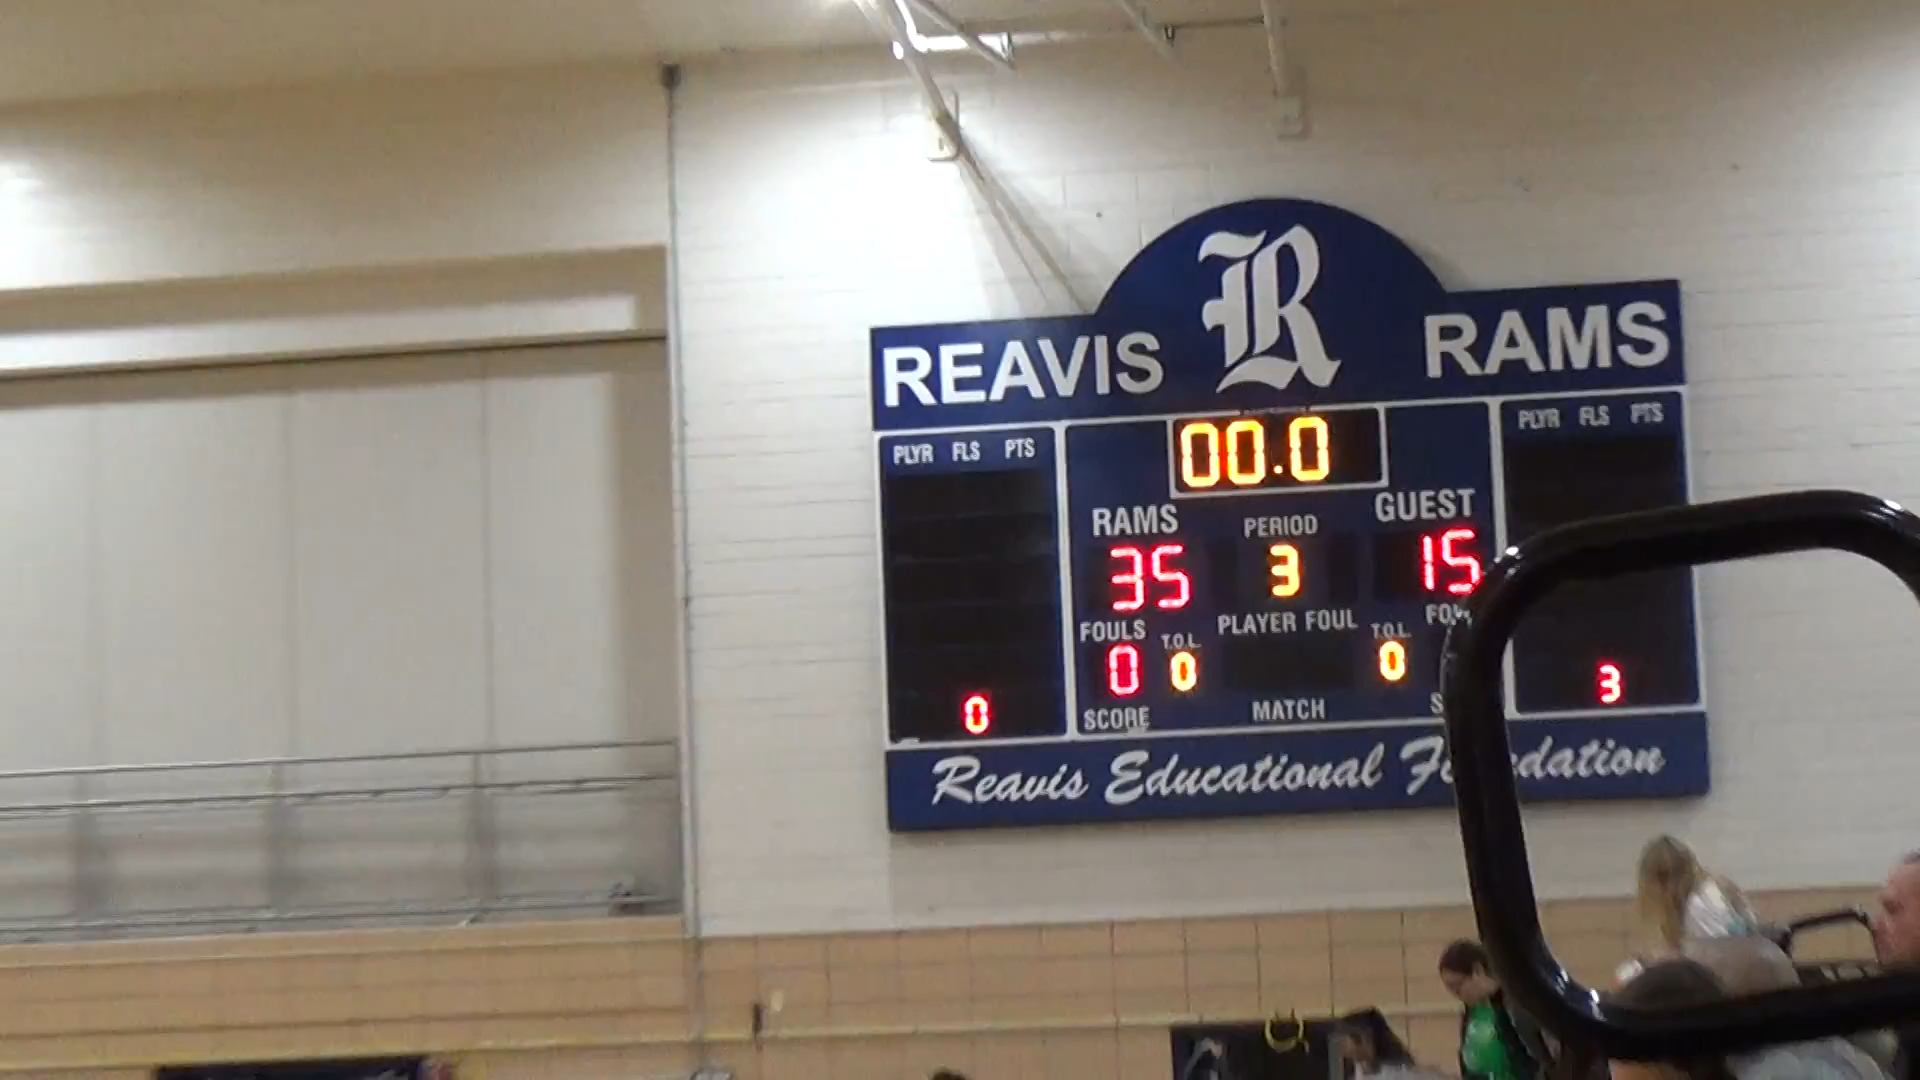 REAVIS R RAMS
PLYR FLS PTS
00.0
PLYR FLS PTS
RAMS PERIOD GUEST
35 3 15
FOULS T.O.L. PLAYER FOUL T.O.L.
0 0 0
0 3
SCORE MATCH
Reavis Educational